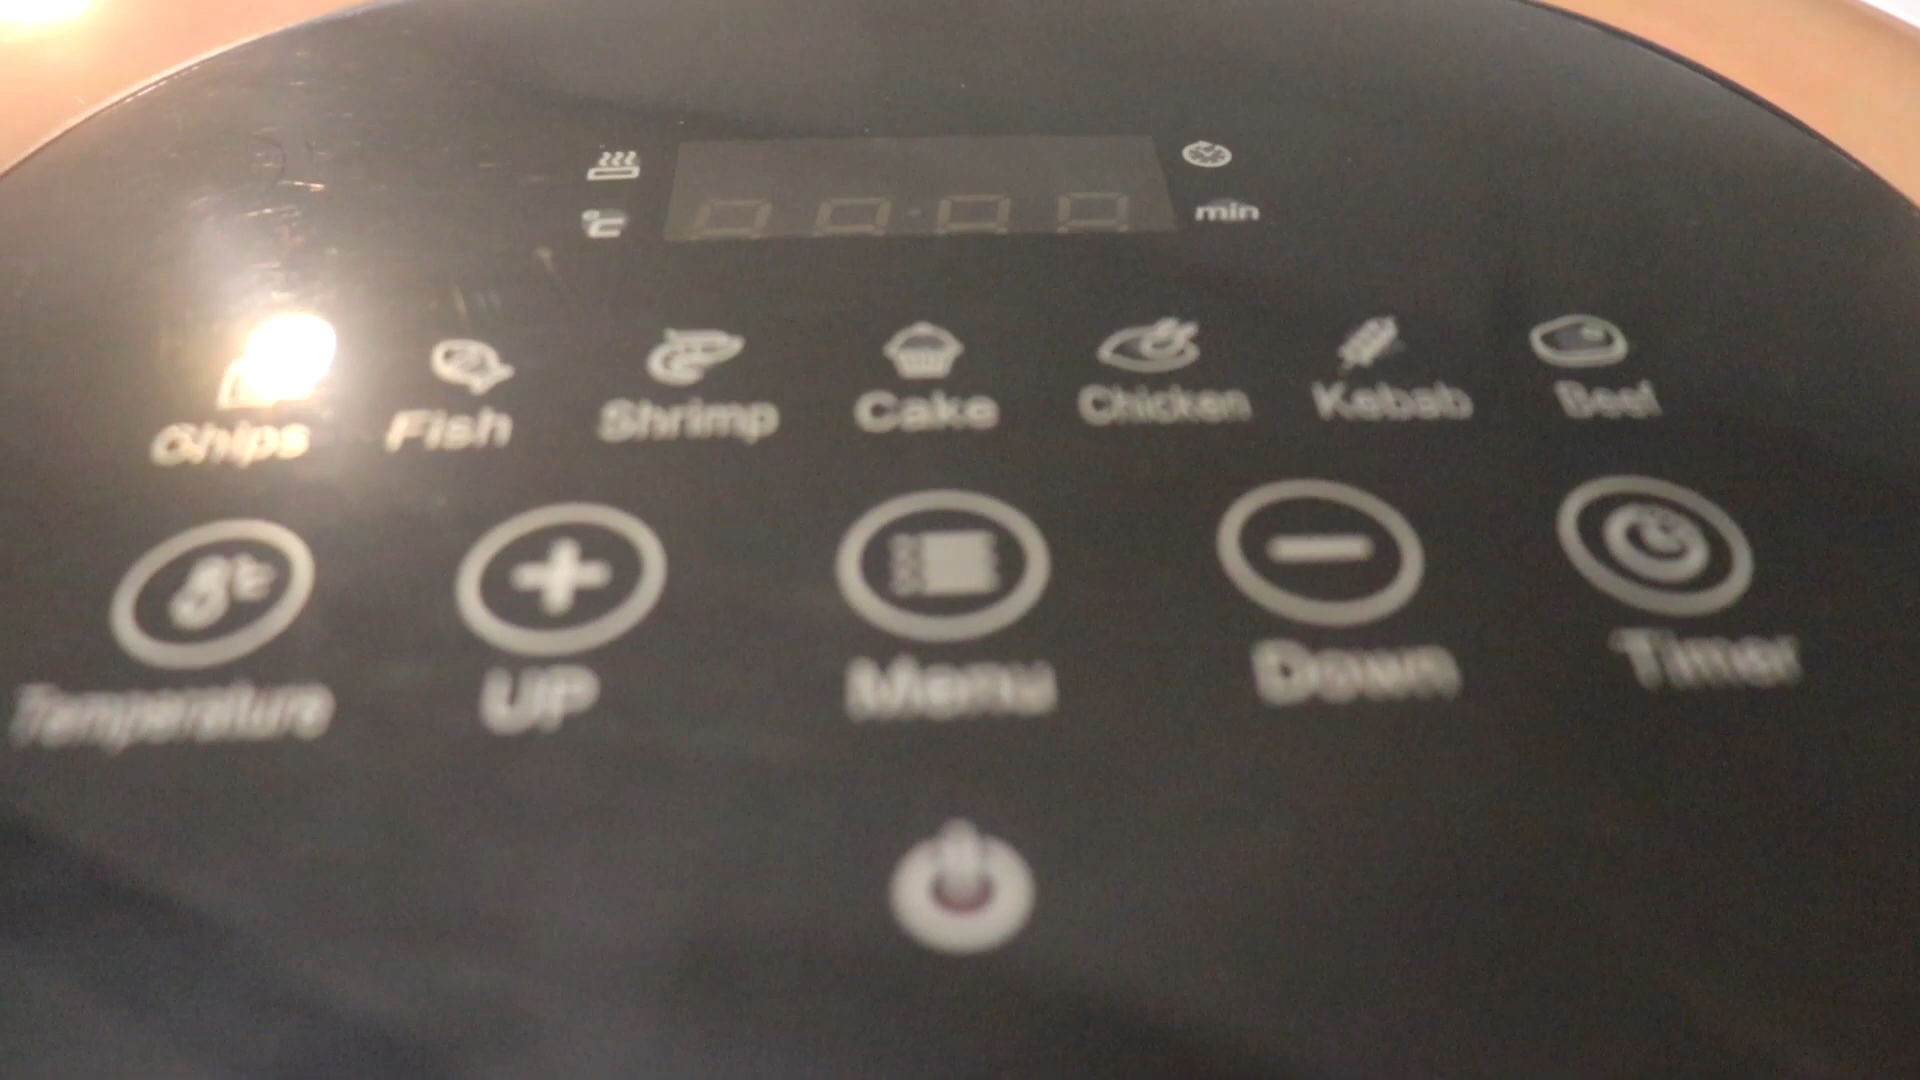 °C min
Chips Fish Shrimp Cake Chicken Kebab Beef
Temperature UP Menu Down Timer